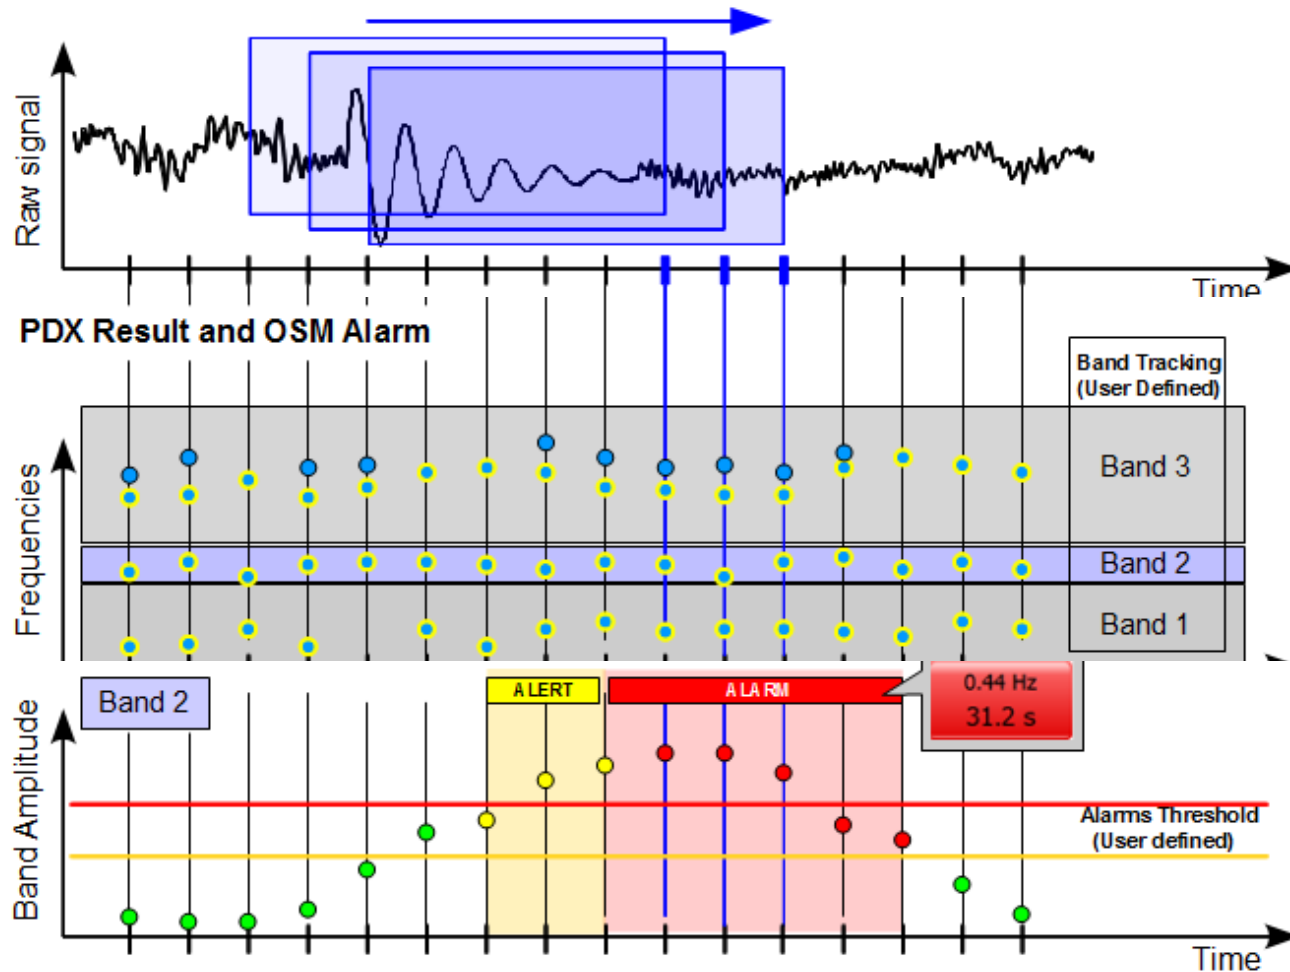 Raw signal
Time
PDX Result and OSM Alarm
Band Tracking
(User Defined)
Frequencies
Band 3
Band 2
Band 1
Band 2
ALERT
ALARM
0.44 Hz
31.2 s
Band Amplitude
Alarms Threshold
(User defined)
Time